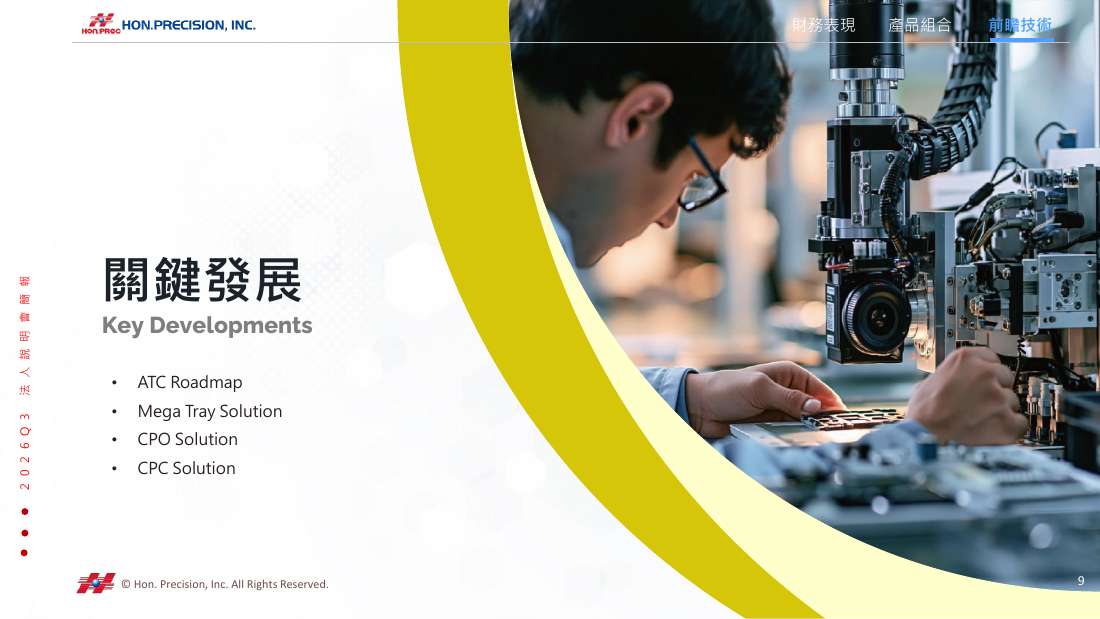 HON.PREC HON.PRECISION, INC.
財務表現 產品組合 前瞻技術
關鍵發展
Key Developments
• ATC Roadmap
• Mega Tray Solution
• CPO Solution
• CPC Solution
2026Q3 法人說明會簡報
© Hon. Precision, Inc. All Rights Reserved.
9